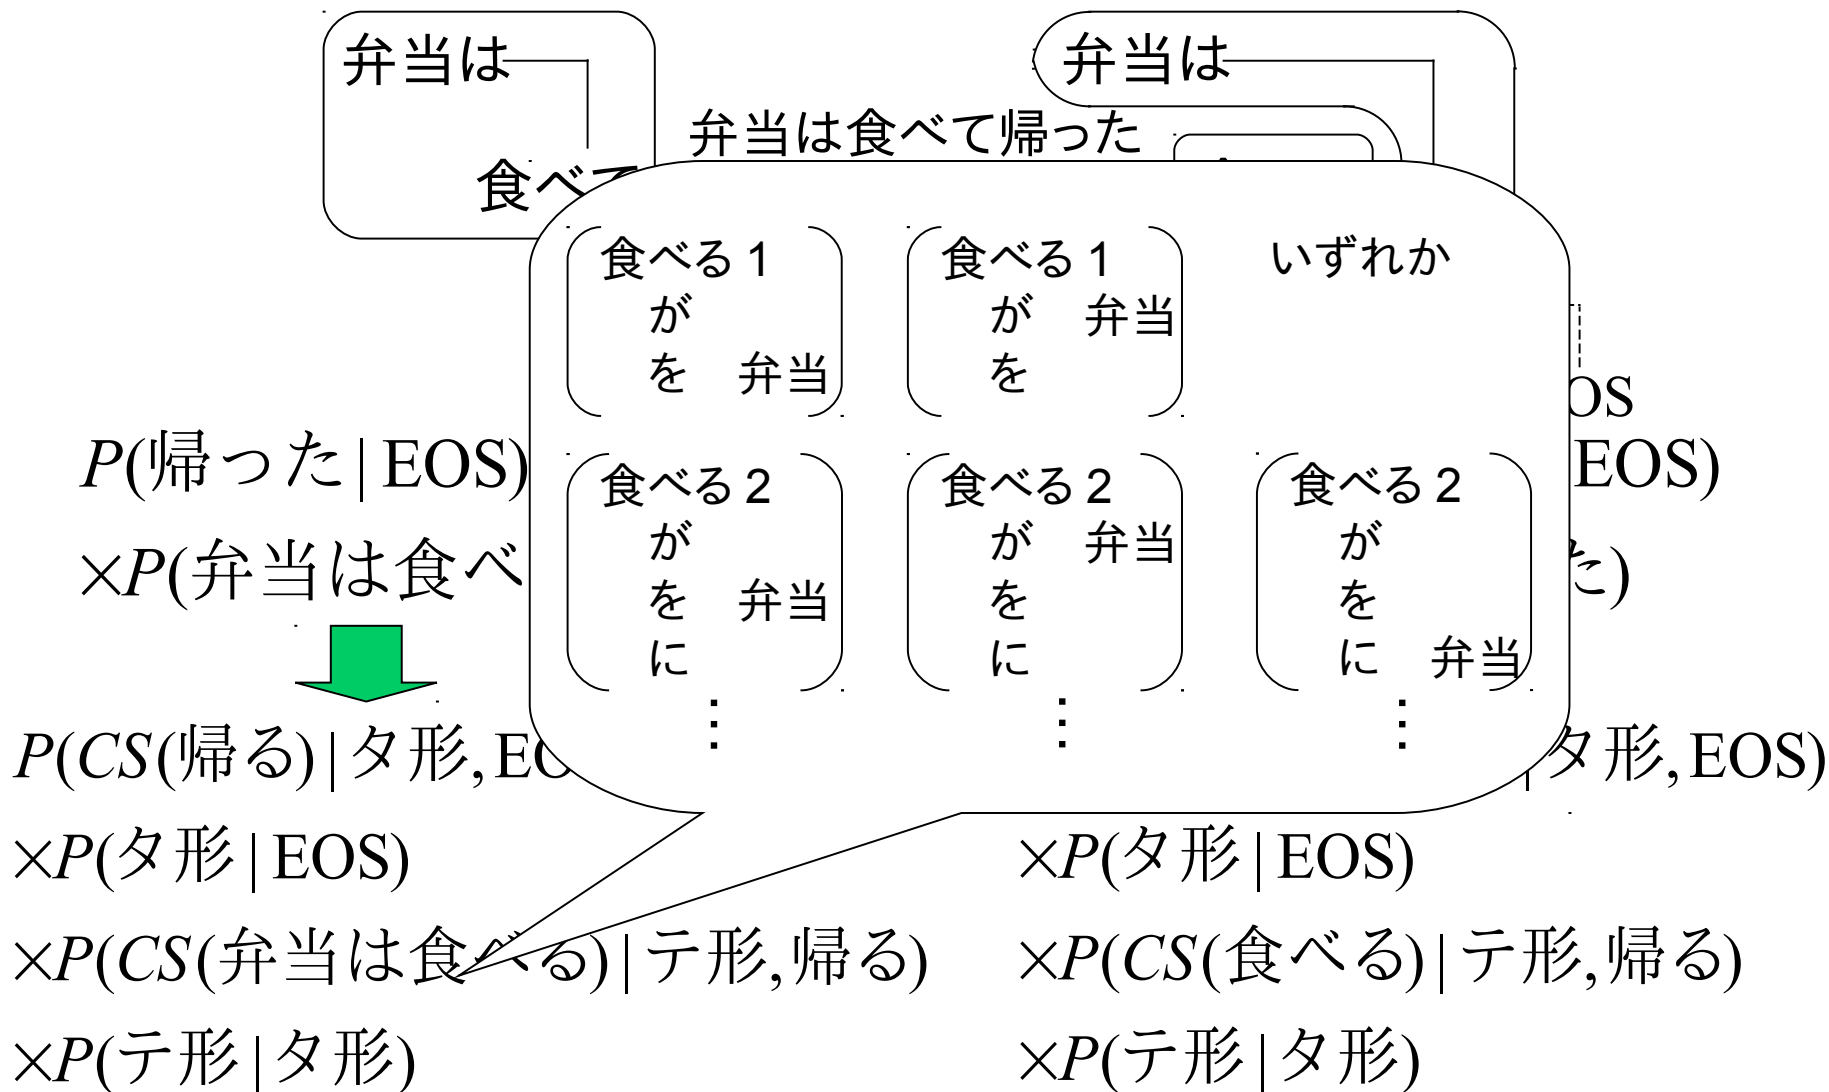 弁当は
弁当は
弁当は食べて帰った
食べて
食べる 1
が
を 弁当
食べる 1
が 弁当
を
いずれか
OS
P(帰った | EOS)
EOS)
食べる 2
が
を 弁当
に
⋮
食べる 2
が 弁当
を
に
⋮
食べる 2
が
を
に 弁当
⋮
×P(弁当は食べ
た)
P(CS(帰る) | タ形, EO
タ形, EOS)
×P(タ形 | EOS)
×P(タ形 | EOS)
×P(CS(弁当は食べる) | テ形, 帰る)
×P(CS(食べる) | テ形, 帰る)
×P(テ形 | タ形)
×P(テ形 | タ形)